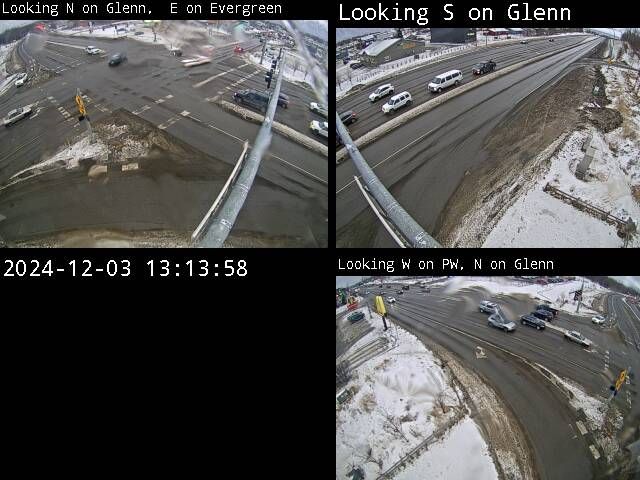 Looking N on Glenn,  E on Evergreen
Looking S on Glenn
2024-12-03 13:13:58
Looking W on PW, N on Glenn